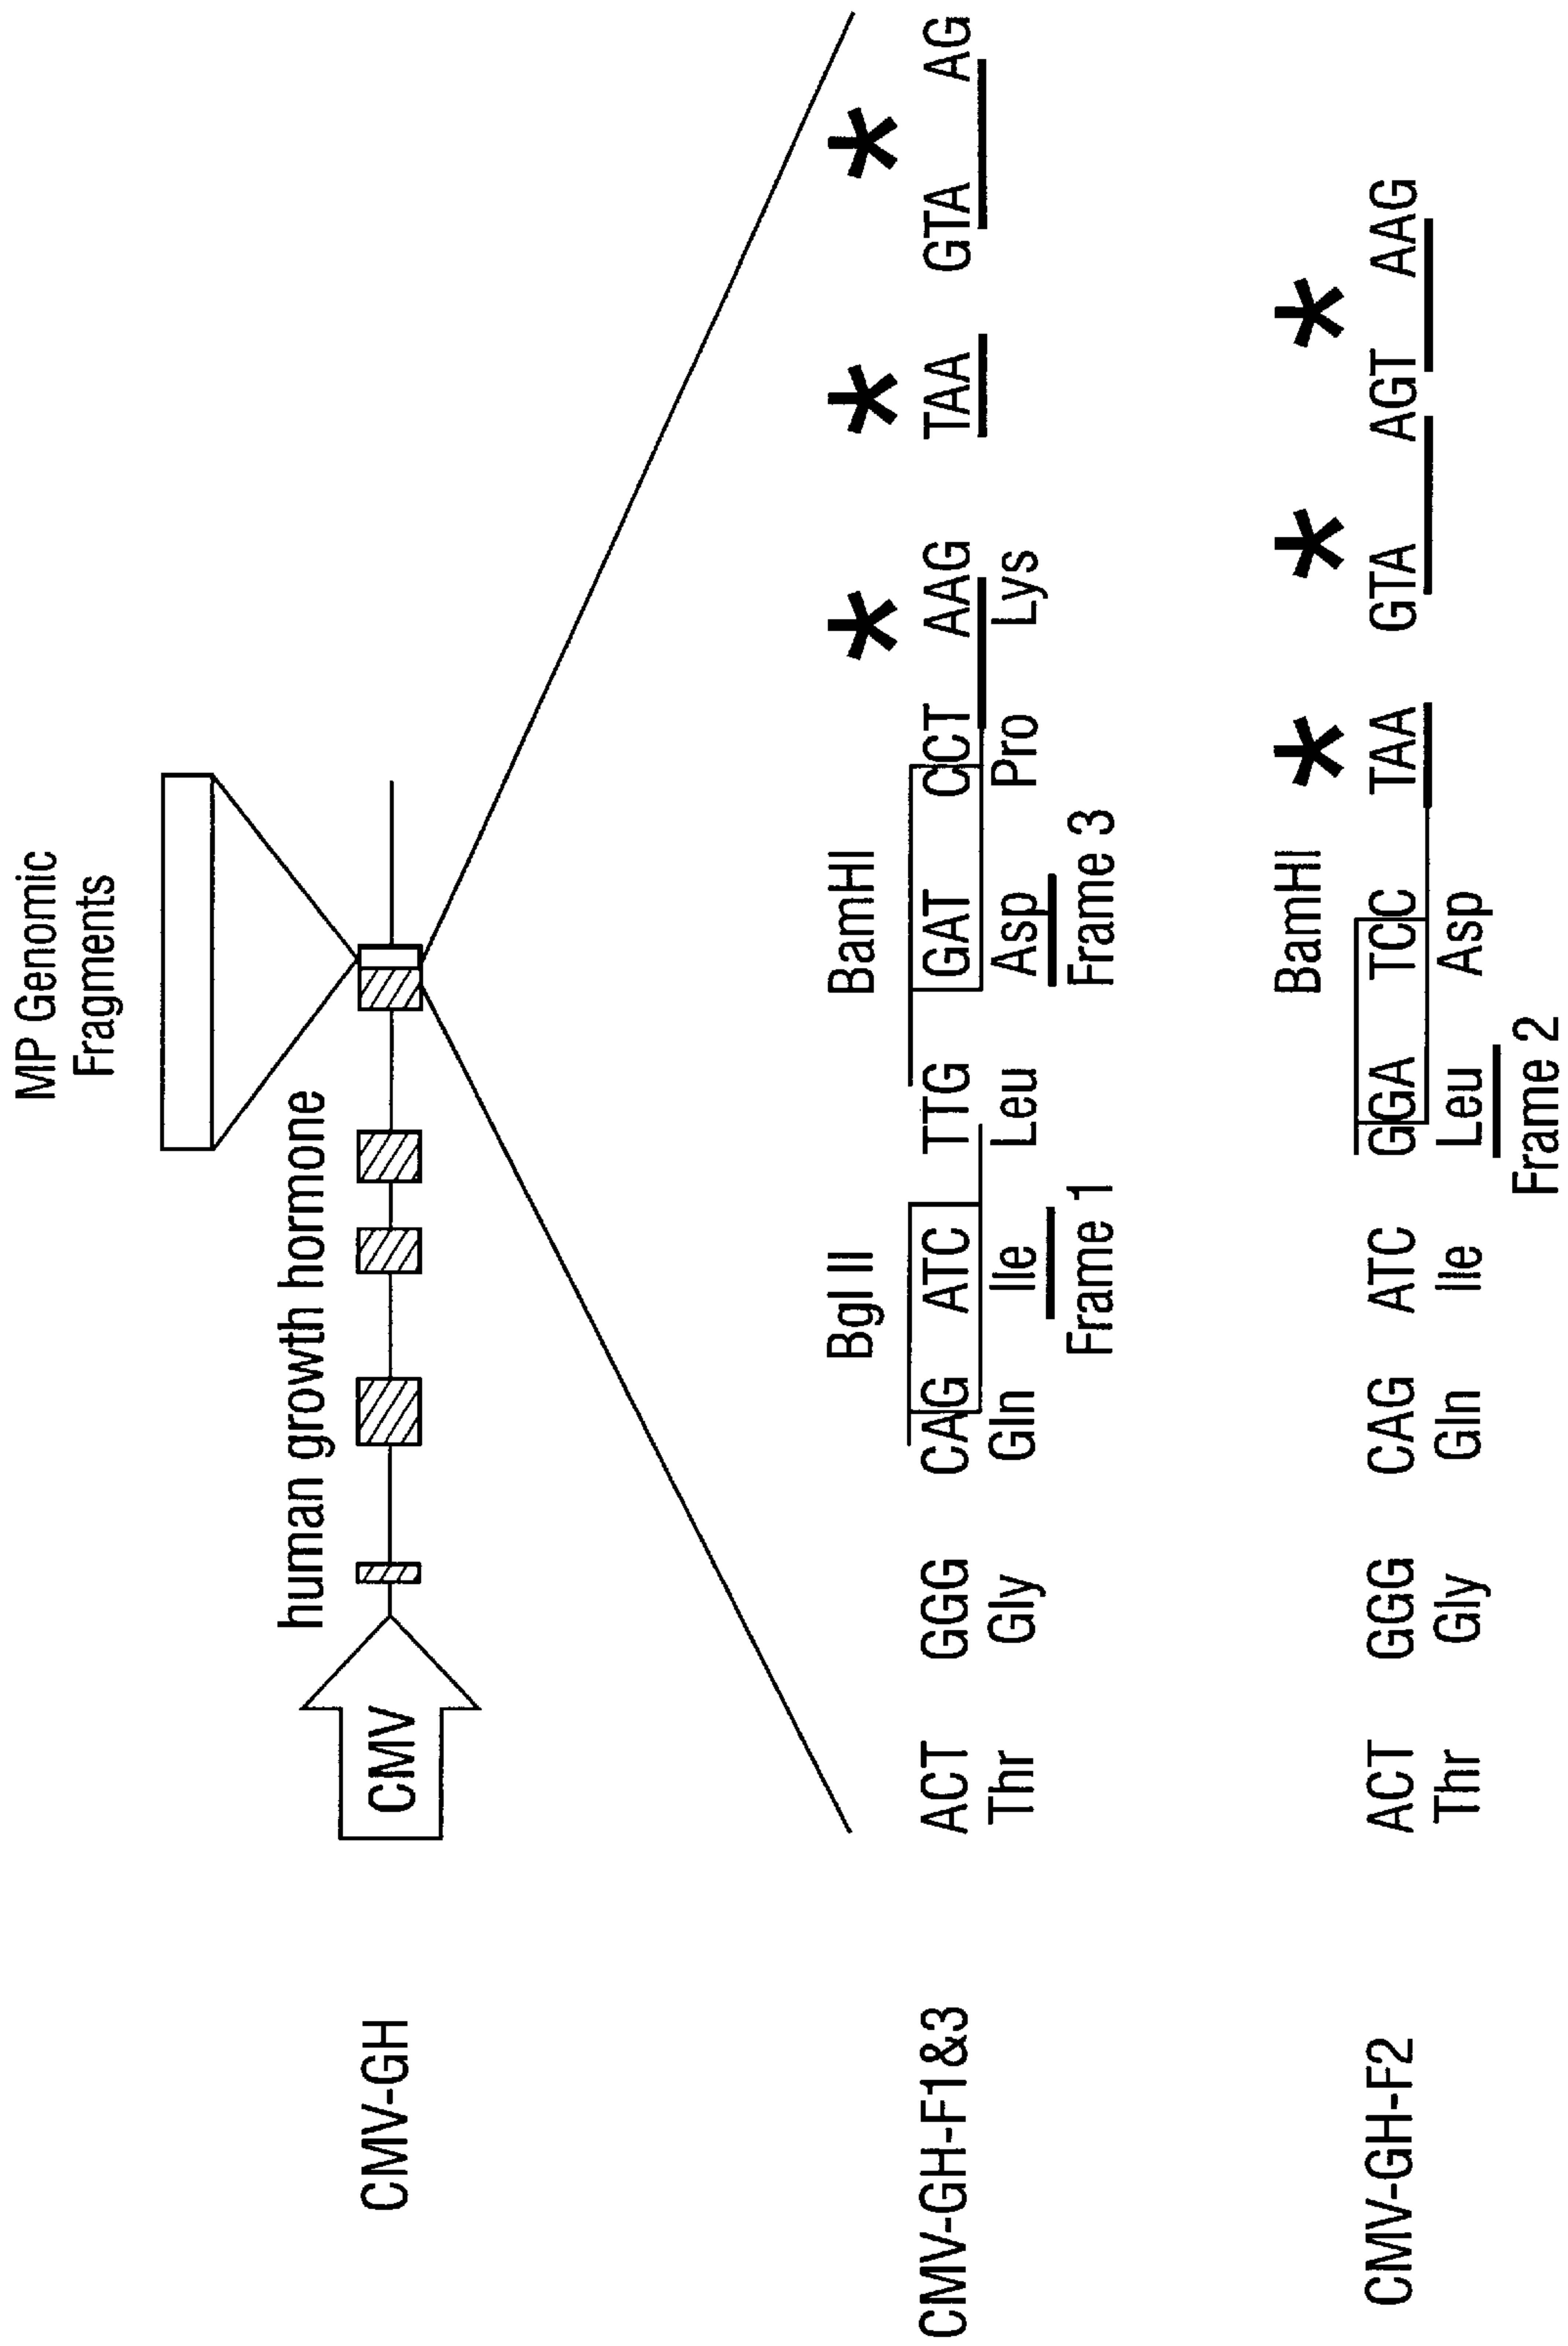 MP Genomic
Fragments
human growth hormone
CMV-GH
CMV
Bgl II BamHI * * *
CMV-GH-F1&3 ACT GGG CAG ATC TTG GAT CCT AAG TAA GTA AG
Thr Gly Gln Ile Leu Asp Pro Lys
Frame 1 Frame 3
BamHI * * *
CMV-GH-F2 ACT GGG CAG ATC GGA TCC TAA GTA AGT AAG
Thr Gly Gln Ile Leu Asp
Frame 2